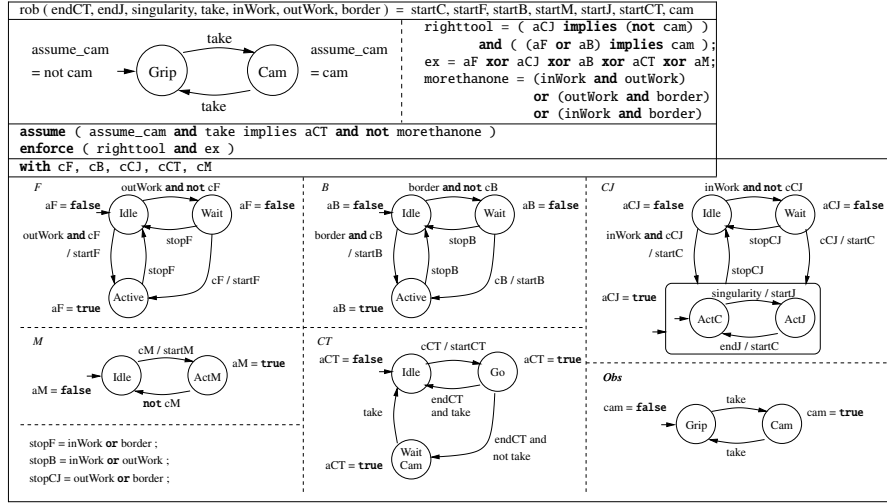 rob ( endCT, endJ, singularity, take, inWork, outWork, border ) = startC, startF, startB, startM, startJ, startCT, cam
assume_cam
= not cam
take
Grip
Cam
take
assume_cam
= cam
righttool = ( aCJ implies (not cam) )
and ( (aF or aB) implies cam );
ex = aF xor aCJ xor aB xor aCT xor aM;
morethanone = (inWork and outWork)
or (outWork and border)
or (inWork and border)
assume ( assume_cam and take implies aCT and not morethanone )
enforce ( righttool and ex )
with cF, cB, cCJ, cCT, cM
F
outWork and not cF
aF = false
Idle
Wait
aF = false
stopF
outWork and cF
/ startF
stopF
cF / startF
Active
aF = true
B
border and not cB
aB = false
Idle
Wait
aB = false
stopB
border and cB
/ startB
stopB
cB / startB
Active
aB = true
CJ
inWork and not cCJ
aCJ = false
Idle
Wait
aCJ = false
stopCJ
inWork and cCJ
/ startC
stopCJ
cCJ / startC
aCJ = true
singularity / startJ
ActC
ActJ
endJ / startC
M
cM / startM
Idle
ActM
aM = true
aM = false
not cM
stopF = inWork or border ;
stopB = inWork or outWork ;
stopCJ = outWork or border ;
CT
cCT / startCT
aCT = false
Idle
Go
aCT = true
endCT
and take
take
endCT and
not take
Wait
Cam
aCT = true
Obs
cam = false
take
Grip
Cam
take
cam = true